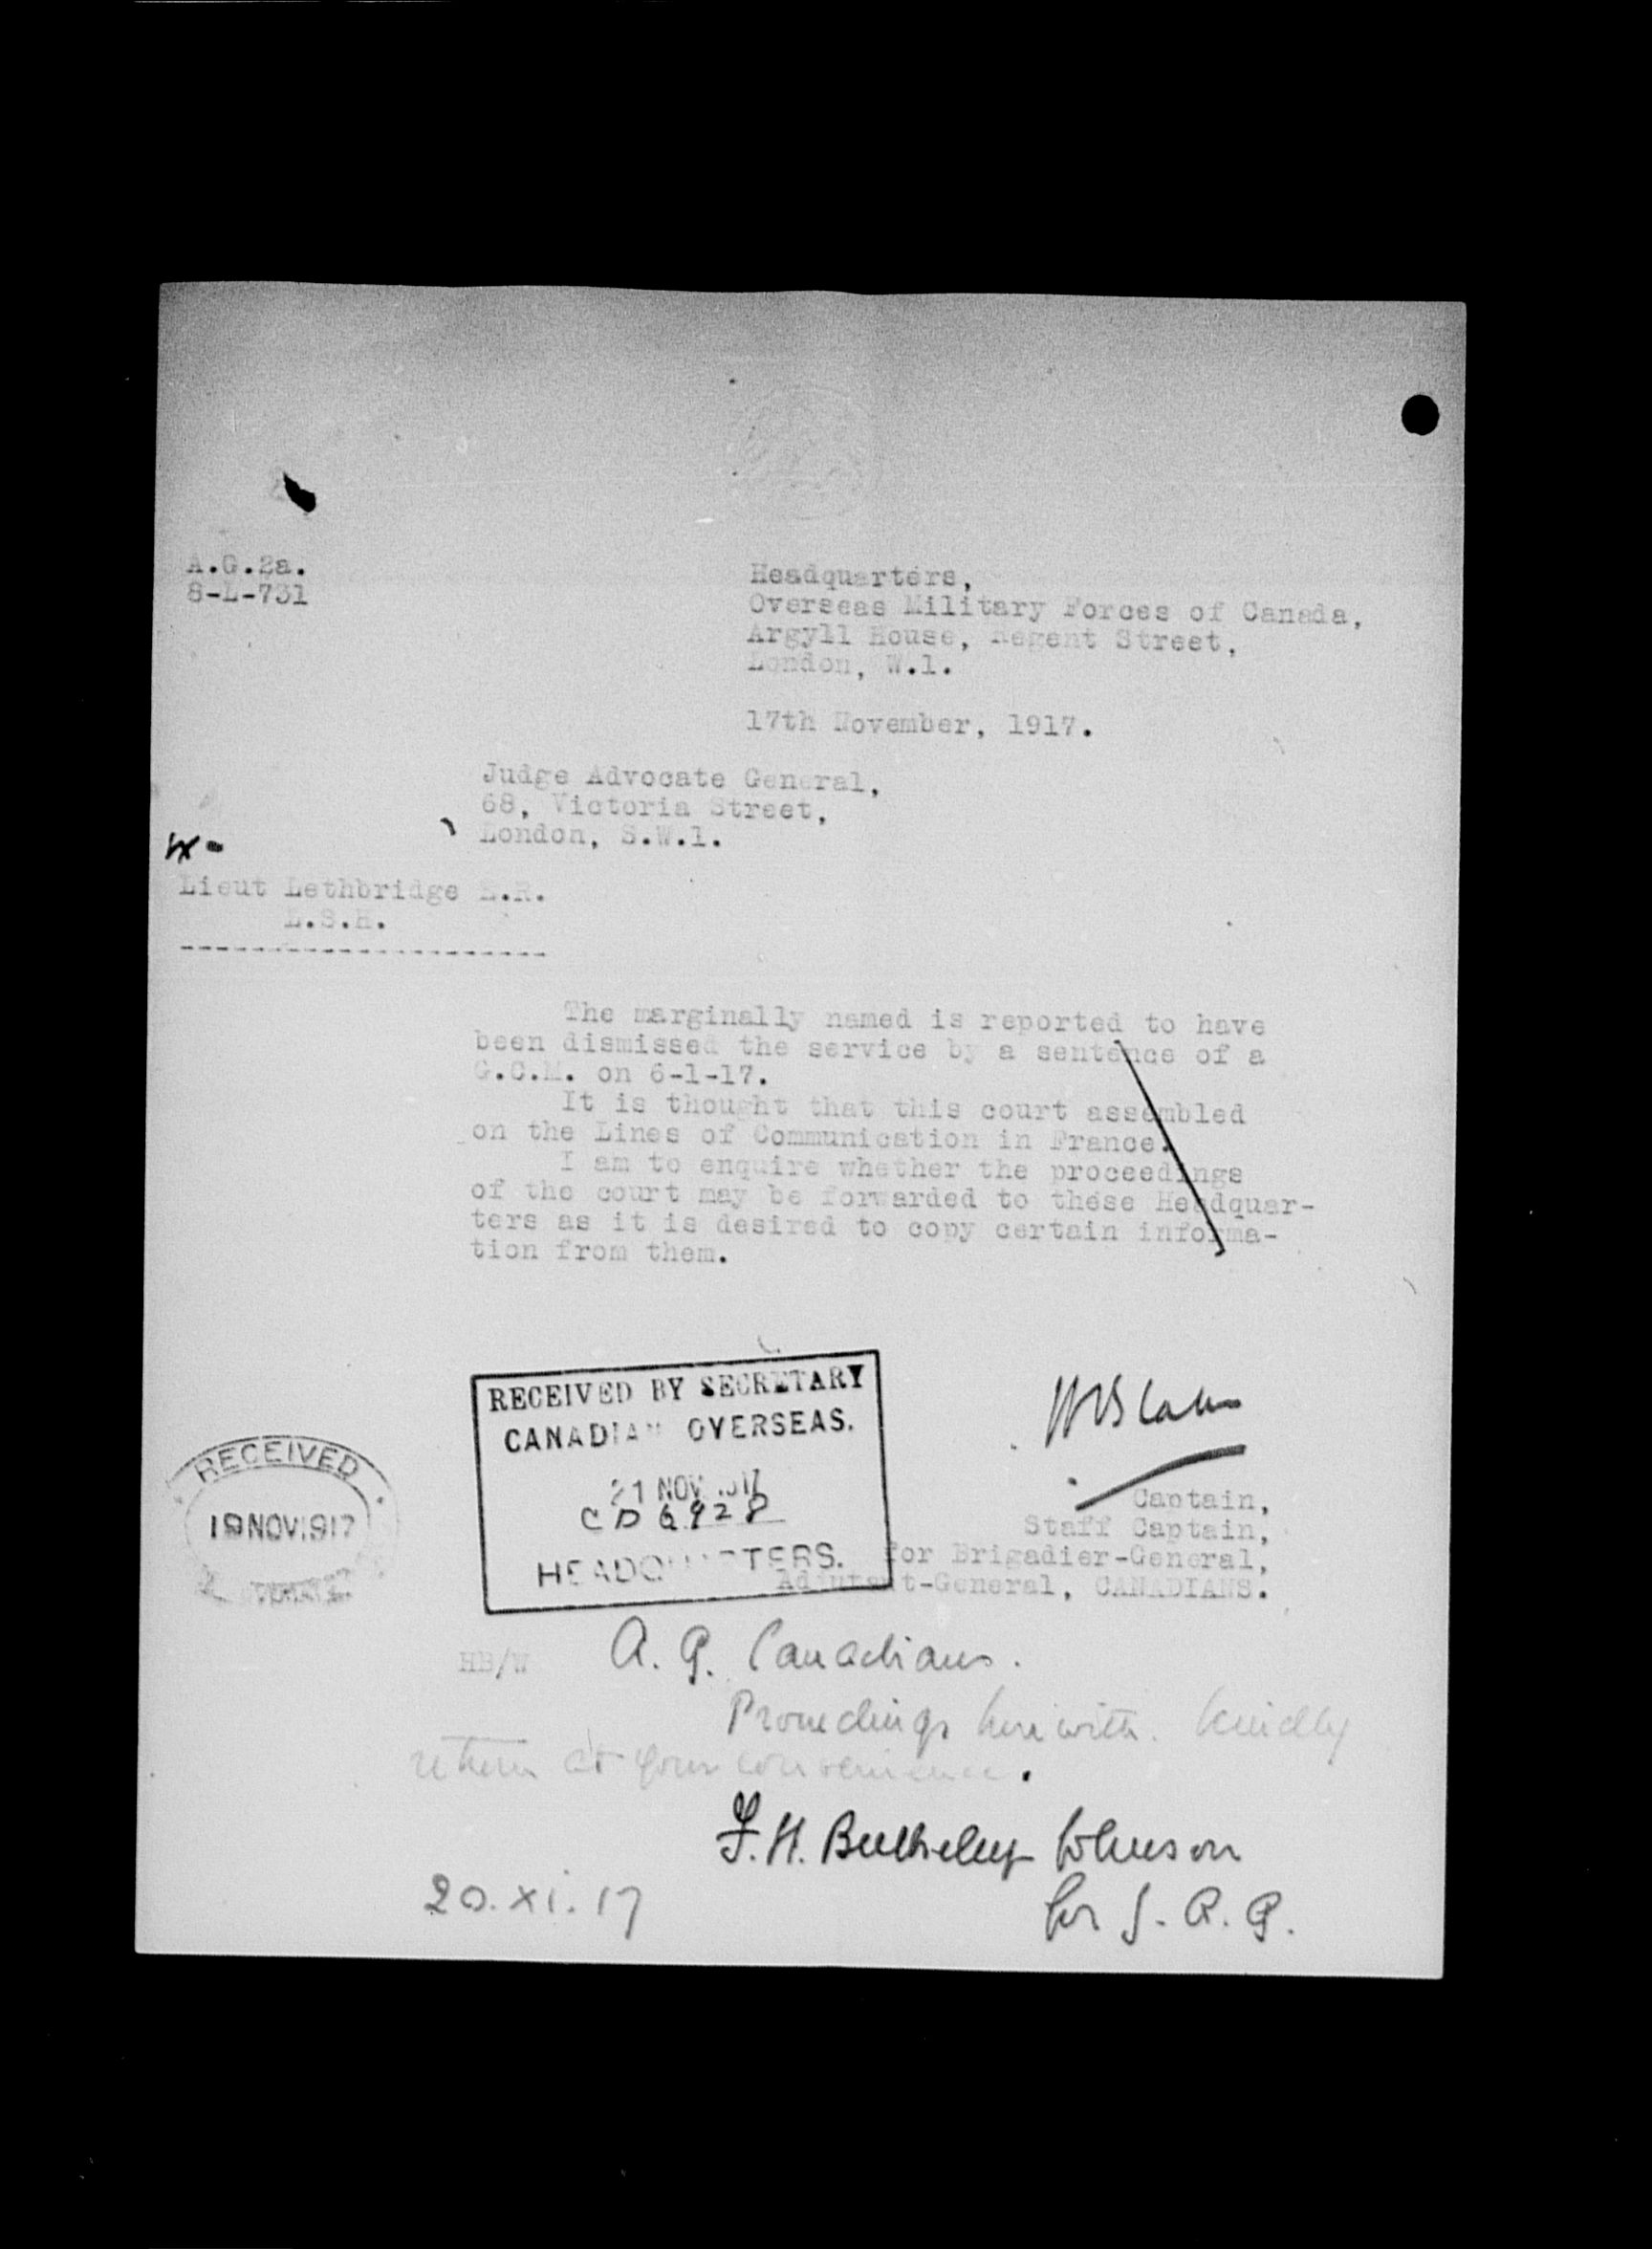 A.G.2a.
8-L-731
Headquarters,
Overseas Military Forces of Canada,
Argyll House, Regent Street,
London, W.1.
17th November, 1917.
Judge Advocate General,
68, Victoria Street,
London, S.W.1.
Lieut Lethbridge E.R.
L.S.H.
---------------------
The marginally named is reported to have
been dismissed the service by a sentence of a
G.C.M. on 6-1-17.
It is thought that this court assembled
on the Lines of Communication in France.
I am to enquire whether the proceedings
of the court may be forwarded to these Headquar-
ters as it is desired to copy certain informa-
tion from them.
RECEIVED BY SECRETARY
CANADIAN OVERSEAS.
21 NOV 1917
CD 6928
HEADQUARTERS.
RECEIVED
19 NOV 1917
Captain,
Staff Captain,
for Brigadier-General,
Adjutant-General, CANADIANS.
HB/W
A. G. Canadians.
Proceedings herewith. Kindly
return at your convenience.
F. H. Johnson
for J. A. G.
20.xi.17